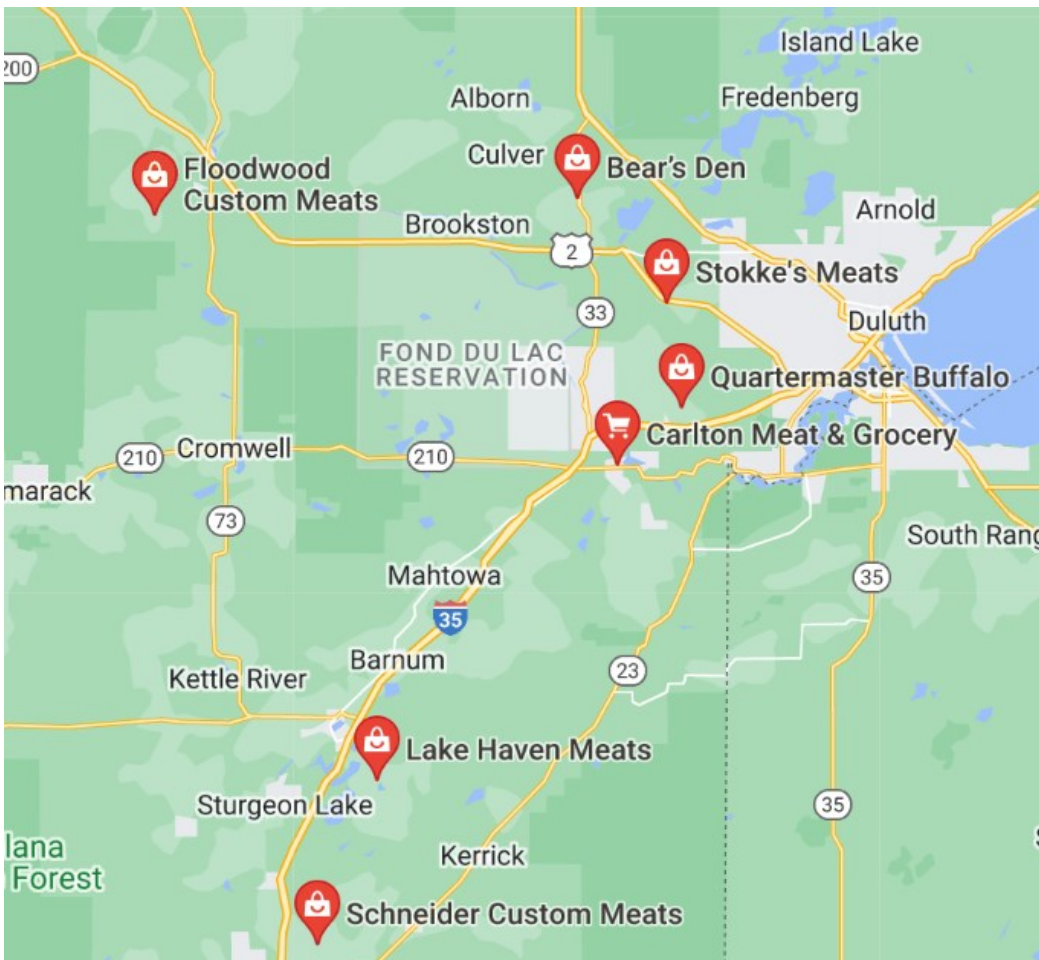 Island Lake
200
Alborn
Fredenberg
Culver
Bear's Den
Floodwood
Custom Meats
Arnold
Brookston
2
Stokke's Meats
33
Duluth
FOND DU LAC
RESERVATION
Quartermaster Buffalo
Carlton Meat & Grocery
Cromwell
210
210
marack
73
South Rang
Mahtowa
35
35
Barnum
Kettle River
23
Lake Haven Meats
Sturgeon Lake
35
lana
Forest
Kerrick
Schneider Custom Meats